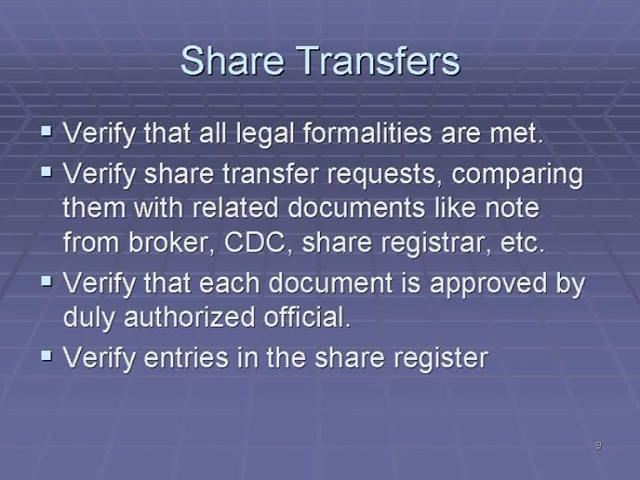 Share Transfers
▪ Verify that all legal formalities are met.
▪ Verify share transfer requests, comparing
them with related documents like note
from broker, CDC, share registrar, etc.
▪ Verify that each document is approved by
duly authorized official.
▪ Verify entries in the share register
9